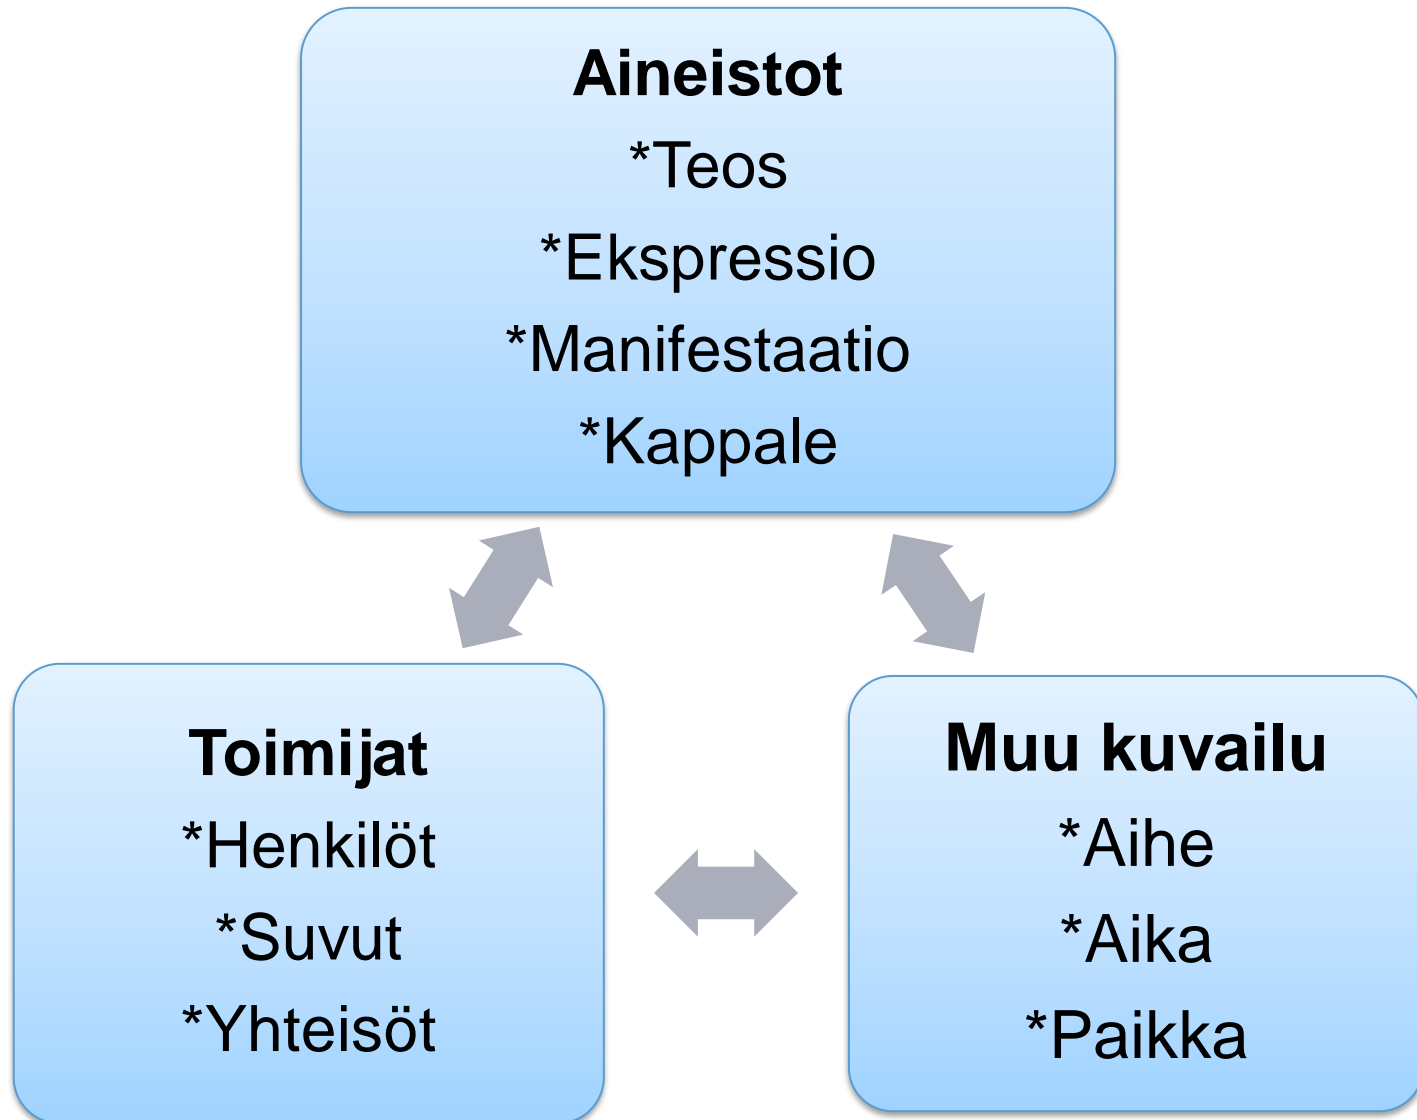 Aineistot
*Teos
*Ekspressio
*Manifestaatio
*Kappale
Toimijat
*Henkilöt
*Suvut
*Yhteisöt
Muu kuvailu
*Aihe
*Aika
*Paikka